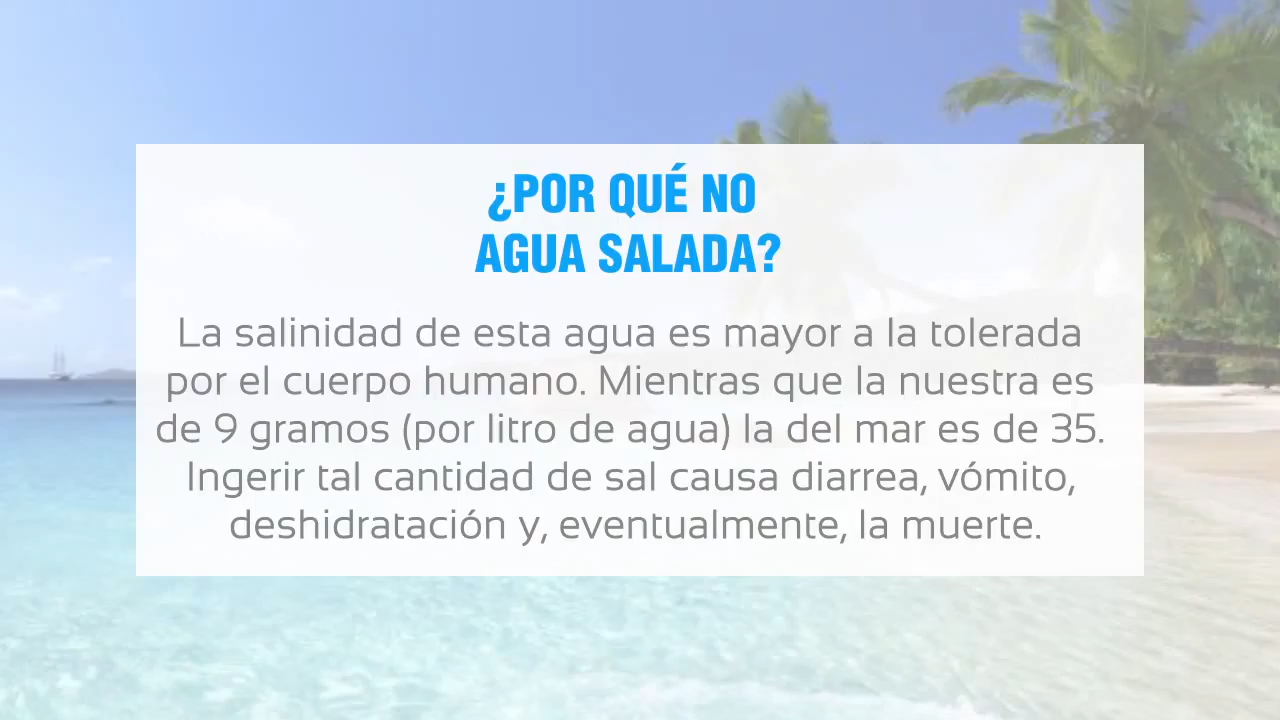 ¿POR QUÉ NO
AGUA SALADA?
La salinidad de esta agua es mayor a la tolerada
por el cuerpo humano. Mientras que la nuestra es
de 9 gramos (por litro de agua) la del mar es de 35.
Ingerir tal cantidad de sal causa diarrea, vómito,
deshidratación y, eventualmente, la muerte.